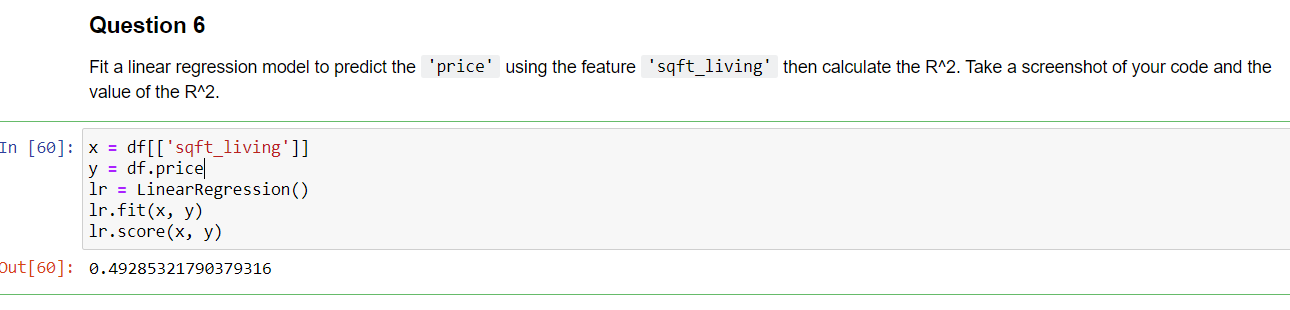 Question 6
Fit a linear regression model to predict the 'price' using the feature 'sqft_living' then calculate the R^2. Take a screenshot of your code and the
value of the R^2.
In [60]: x = df[['sqft_living']]
y = df.price
lr = LinearRegression()
lr.fit(x, y)
lr.score(x, y)
Out[60]: 0.49285321790379316